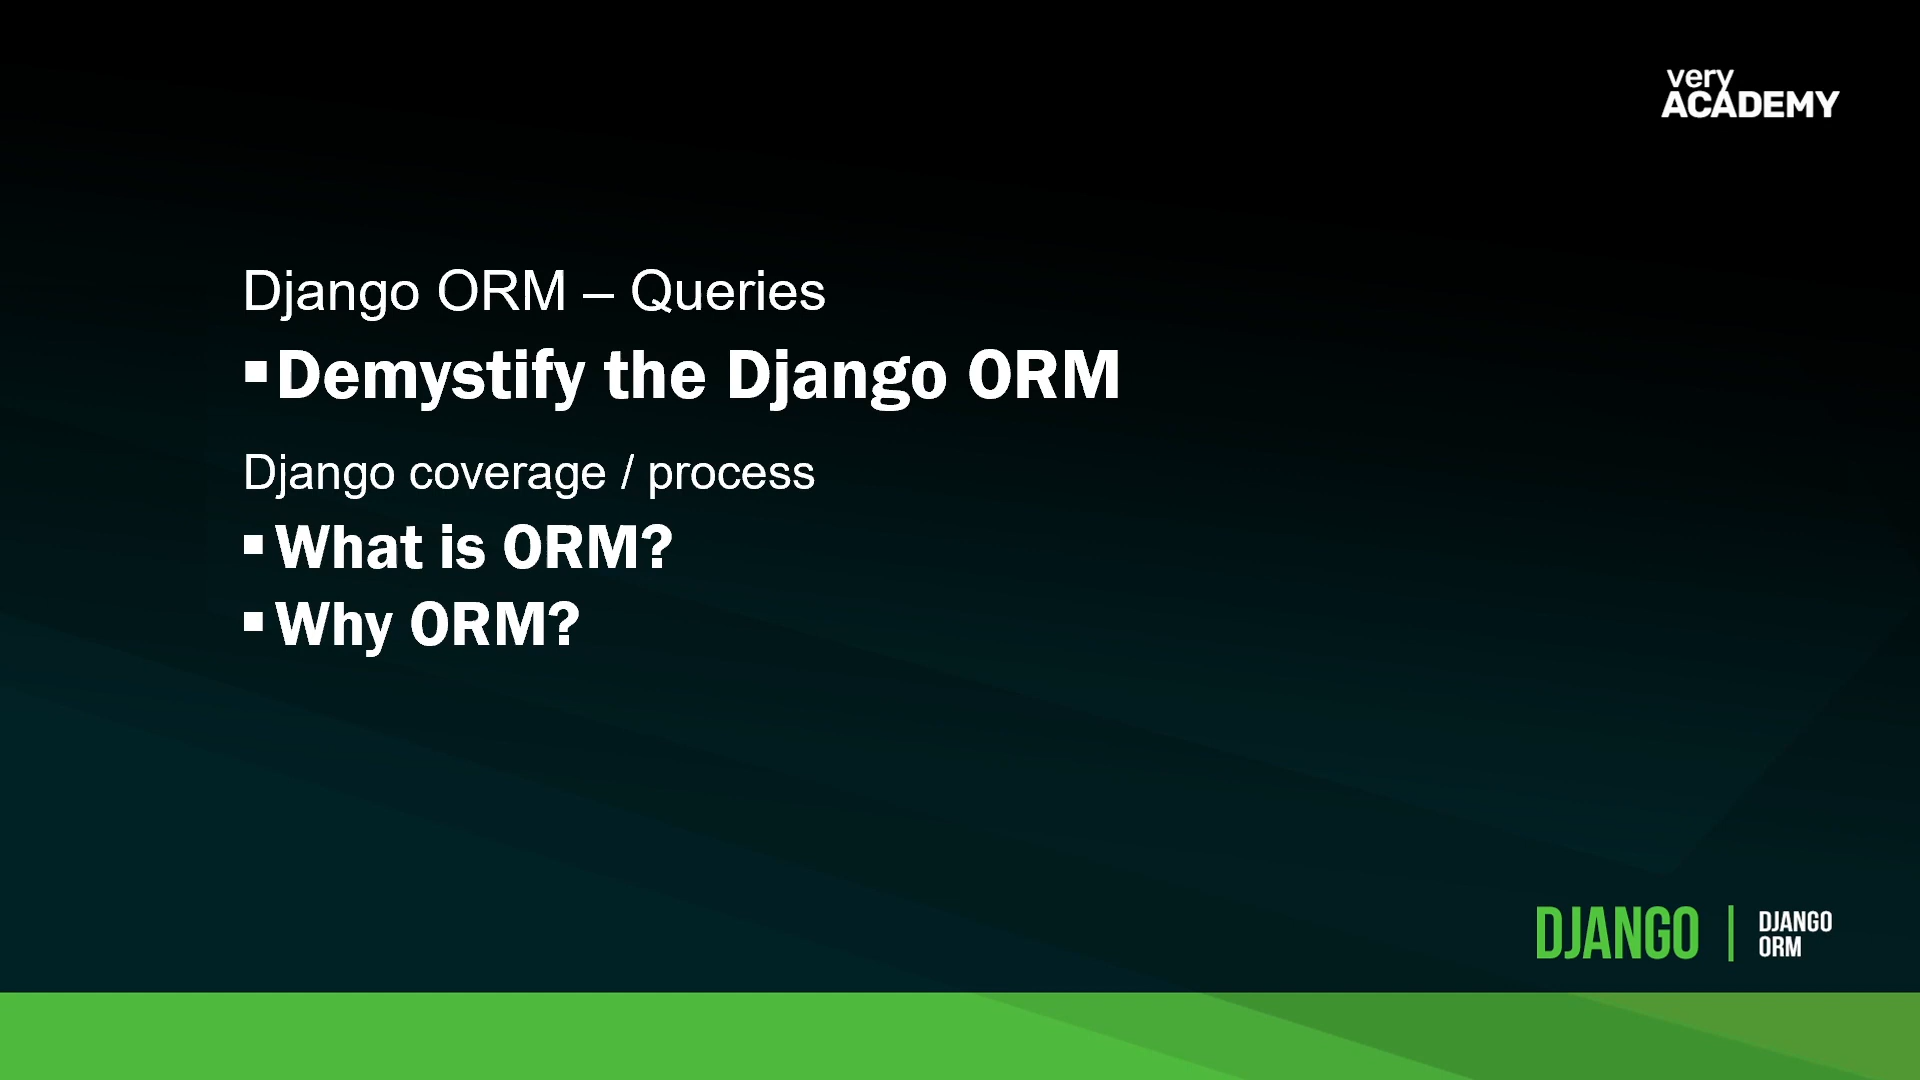 very
ACADEMY
Django ORM – Queries
▪Demystify the Django ORM
Django coverage / process
▪What is ORM?
▪Why ORM?
DJANGO | DJANGO
ORM